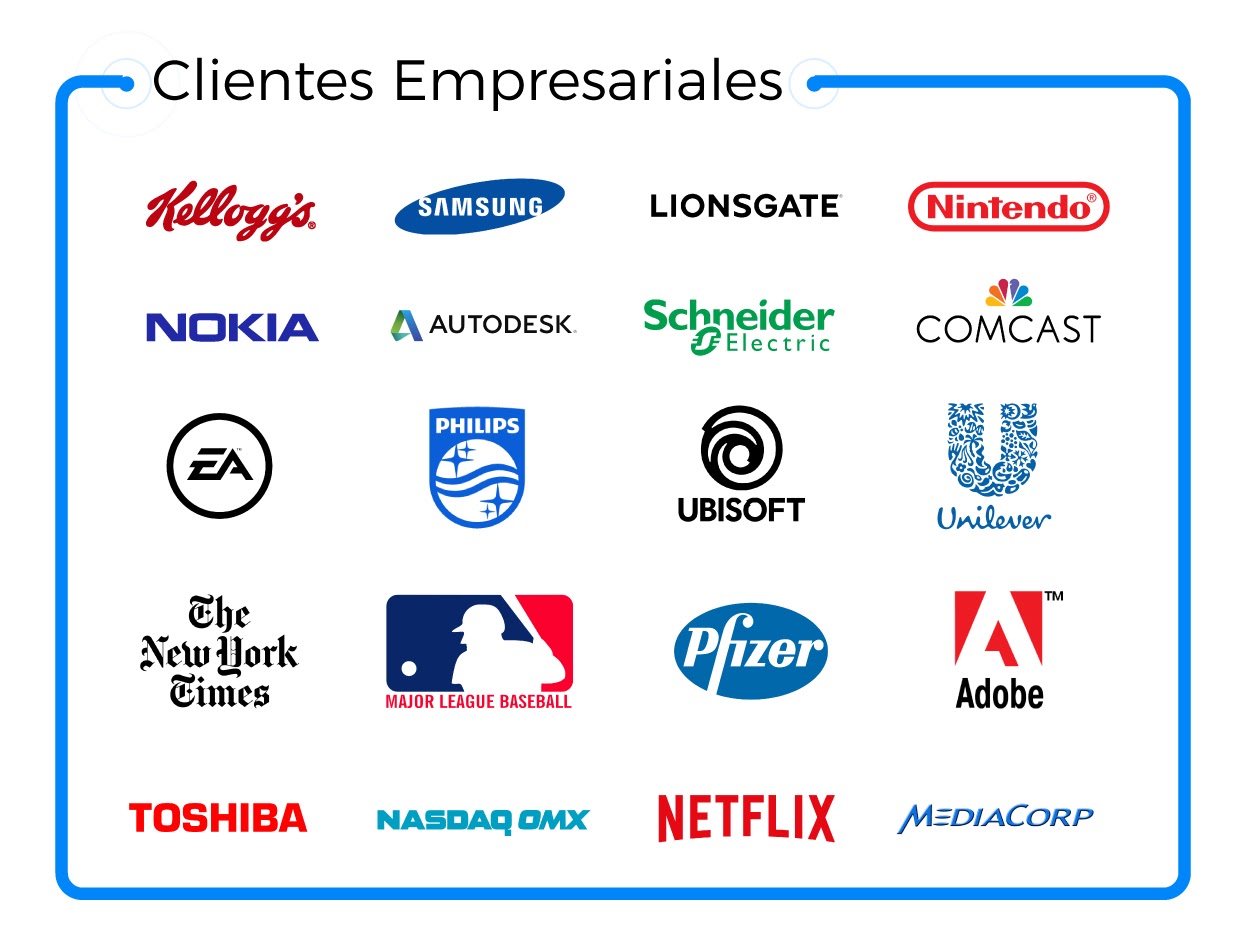 Clientes Empresariales
Kellogg's®
SAMSUNG
LIONSGATE
Nintendo®
NOKIA
AUTODESK
Schneider
Electric
COMCAST
EA
PHILIPS
UBISOFT
Unilever
The
New York
Times
MAJOR LEAGUE BASEBALL
Pfizer
Adobe
TM
TOSHIBA
NASDAQ OMX
NETFLIX
MEDIACORP